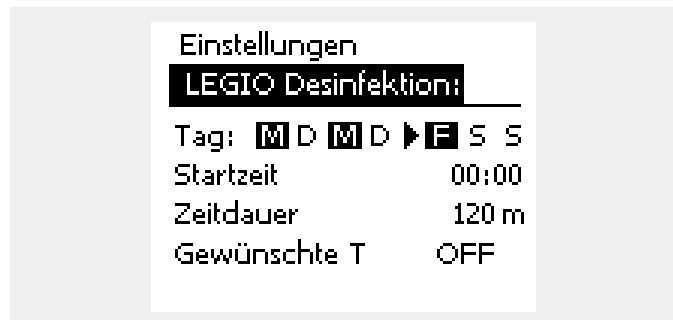 Einstellungen
LEGIO Desinfektion:
Tag: M D M D ▶ F S S
Startzeit 00:00
Zeitdauer 120 m
Gewünschte T OFF